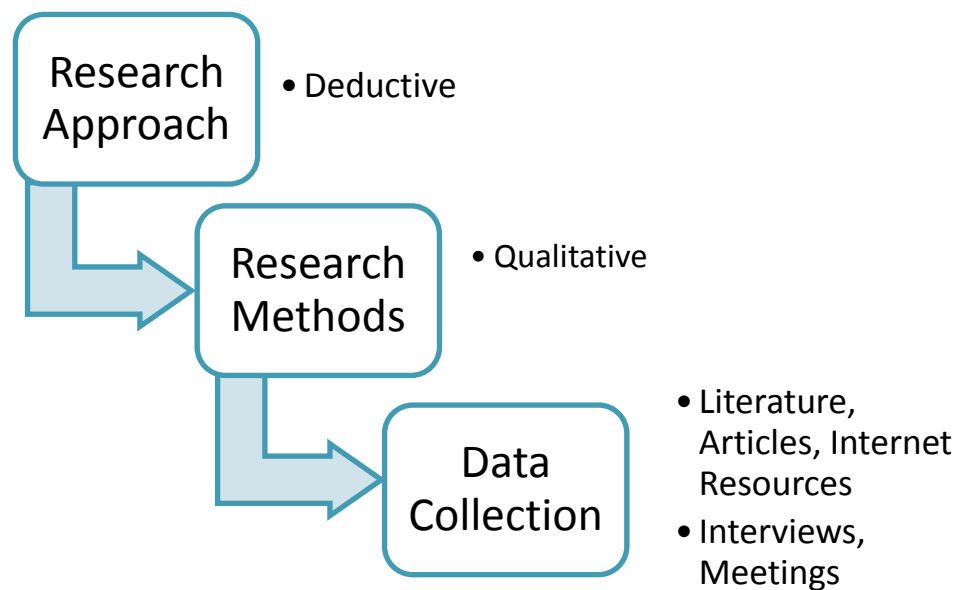 Research
Approach
• Deductive
Research
Methods
• Qualitative
Data
Collection
• Literature,
Articles, Internet
Resources
• Interviews,
Meetings